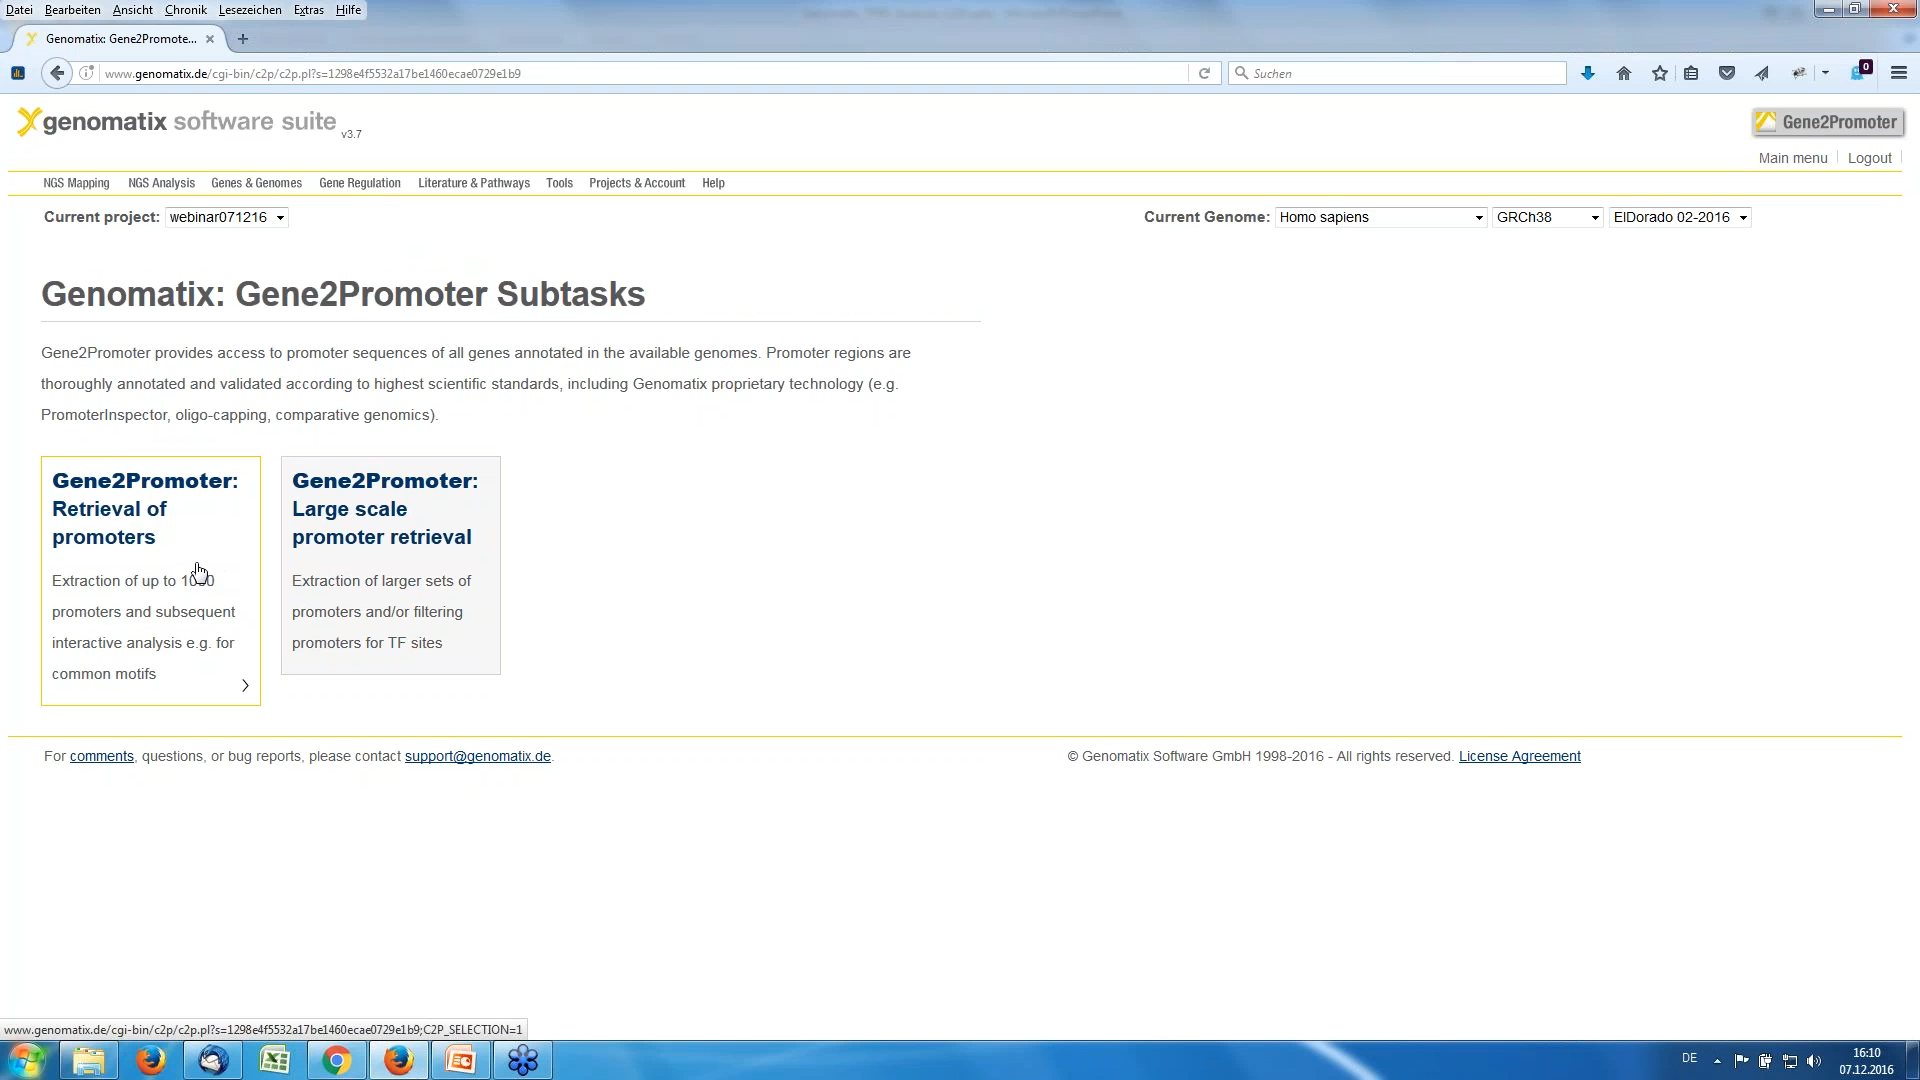 Datei Bearbeiten Ansicht Chronik Lesezeichen Extras Hilfe
Genomatix: Gene2Promote...
www.genomatix.de/cgi-bin/c2p/c2p.pl?s=1298e4f5532a17be1460ecae0729e1b9
Suchen
0
genomatix software suite v3.7
Gene2Promoter
Main menu Logout
NGS Mapping NGS Analysis Genes & Genomes Gene Regulation Literature & Pathways Tools Projects & Account Help
Current project: webinar071216
Current Genome: Homo sapiens GRCh38 ElDorado 02-2016
Genomatix: Gene2Promoter Subtasks
Gene2Promoter provides access to promoter sequences of all genes annotated in the available genomes. Promoter regions are
thoroughly annotated and validated according to highest scientific standards, including Genomatix proprietary technology (e.g.
PromoterInspector, oligo-capping, comparative genomics).
Gene2Promoter:
Retrieval of
promoters
Extraction of up to 1000
promoters and subsequent
interactive analysis e.g. for
common motifs
Gene2Promoter:
Large scale
promoter retrieval
Extraction of larger sets of
promoters and/or filtering
promoters for TF sites
For comments, questions, or bug reports, please contact support@genomatix.de.
© Genomatix Software GmbH 1998-2016 - All rights reserved. License Agreement
www.genomatix.de/cgi-bin/c2p/c2p.pl?s=1298e4f5532a17be1460ecae0729e1b9;C2P_SELECTION=1
DE
16:10
07.12.2016